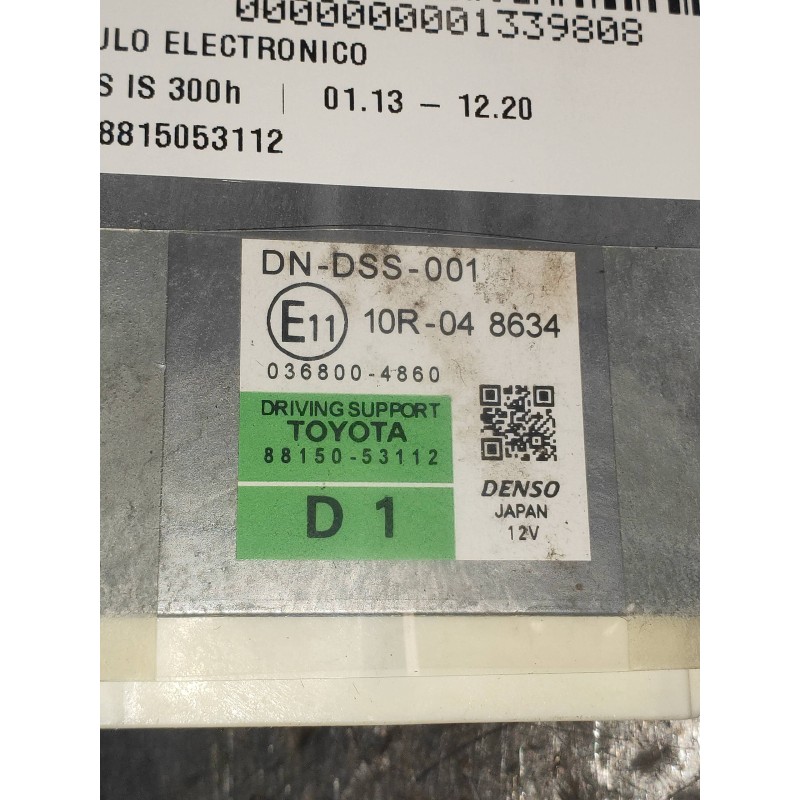 0000000001339808
ULO ELECTRONICO
S IS 300h | 01.13 – 12.20
8815053112
DN-DSS-001
E11 10R-04 8634
036800-4860
DRIVING SUPPORT
TOYOTA
88150-53112
D 1
DENSO
JAPAN
12V